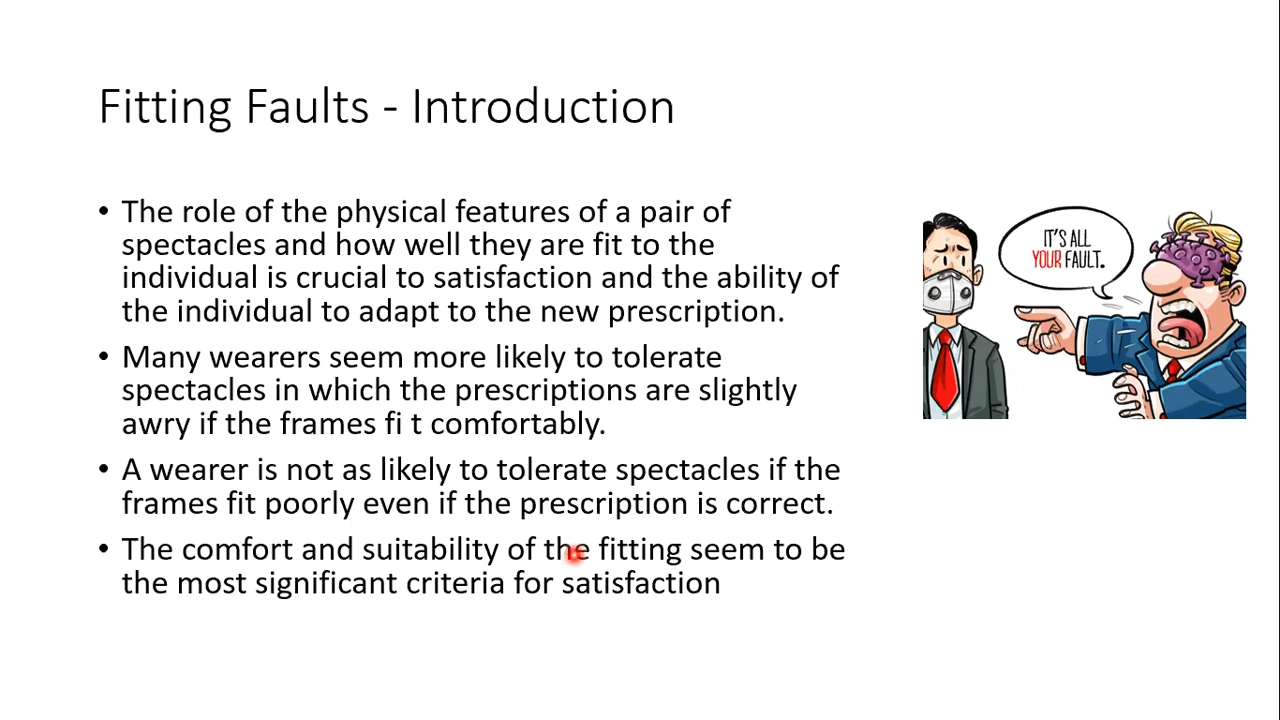 Fitting Faults - Introduction
• The role of the physical features of a pair of
spectacles and how well they are fit to the
individual is crucial to satisfaction and the ability of
the individual to adapt to the new prescription.
• Many wearers seem more likely to tolerate
spectacles in which the prescriptions are slightly
awry if the frames fi t comfortably.
• A wearer is not as likely to tolerate spectacles if the
frames fit poorly even if the prescription is correct.
• The comfort and suitability of the fitting seem to be
the most significant criteria for satisfaction
IT'S ALL
YOUR FAULT.